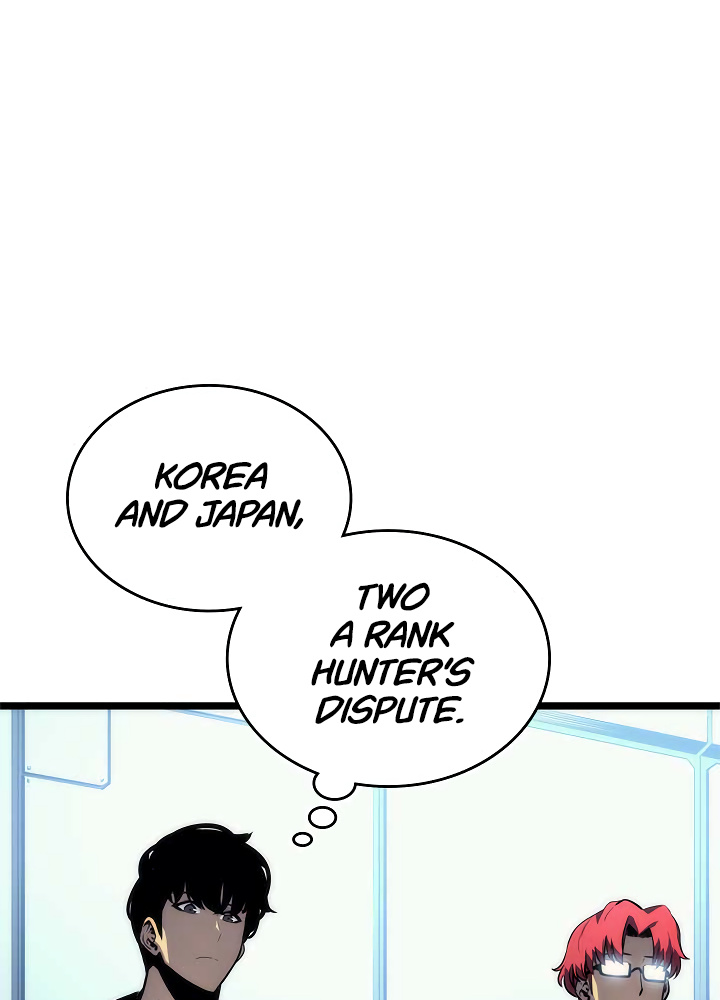 KOREA
AND JAPAN,
TWO
A RANK
HUNTER'S
DISPUTE.